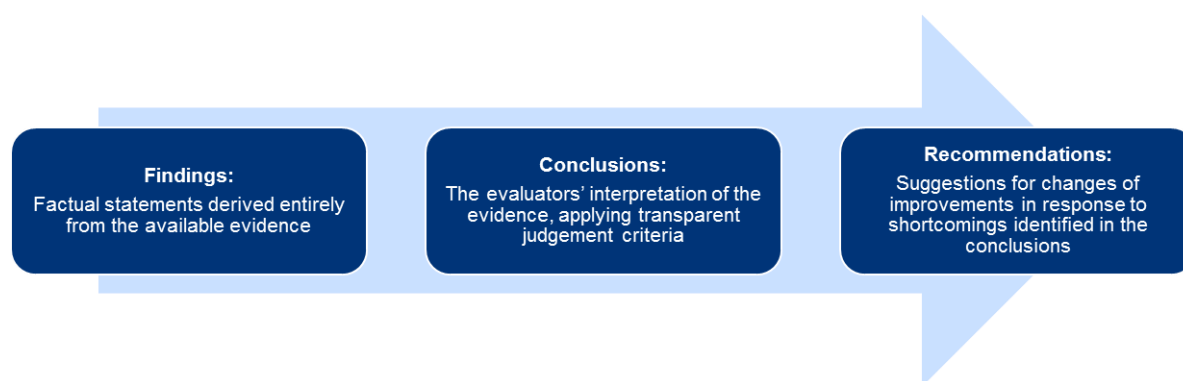 Findings:
Factual statements derived entirely
from the available evidence
Conclusions:
The evaluators’ interpretation of the
evidence, applying transparent
judgement criteria
Recommendations:
Suggestions for changes of
improvements in response to
shortcomings identified in the
conclusions